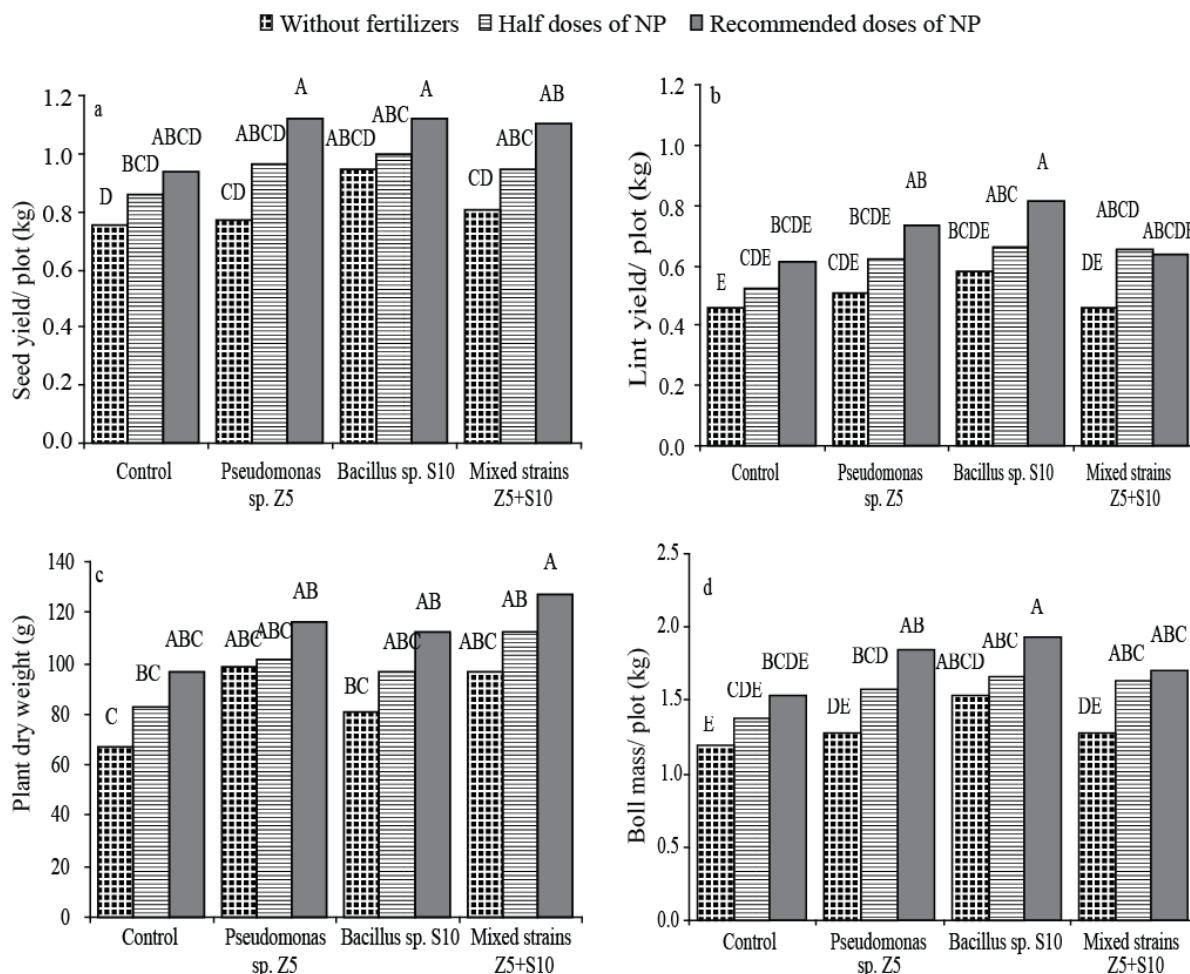 Without fertilizers Half doses of NP Recommended doses of NP
a
Seed yield/ plot (kg)
1.2
1.0
0.8
0.6
0.4
0.2
0.0
D BCD ABCD
CD ABCD A
ABCD ABC A
CD ABC AB
Control Pseudomonas Bacillus sp. S10 Mixed strains
sp. Z5 Z5+S10
b
Lint yield/ plot (kg)
1.2
1.0
0.8
0.6
0.4
0.2
0.0
E CDE BCDE
CDE BCDE AB
BCDE ABC A
DE ABCD ABCDE
Control Pseudomonas Bacillus sp. S10 Mixed strains
sp. Z5 Z5+S10
c
Plant dry weight (g)
140
120
100
80
60
40
20
0
C BC ABC
ABC ABC AB
BC ABC AB
ABC AB A
Control Pseudomonas Bacillus sp. S10 Mixed strains
sp. Z5 Z5+S10
d
Boll mass/ plot (kg)
2.5
2.0
1.5
1.0
0.5
0.0
E CDE BCDE
DE BCD AB
ABCD ABC A
DE ABC ABC
Control Pseudomonas Bacillus sp. S10 Mixed strains
sp. Z5 Z5+S10